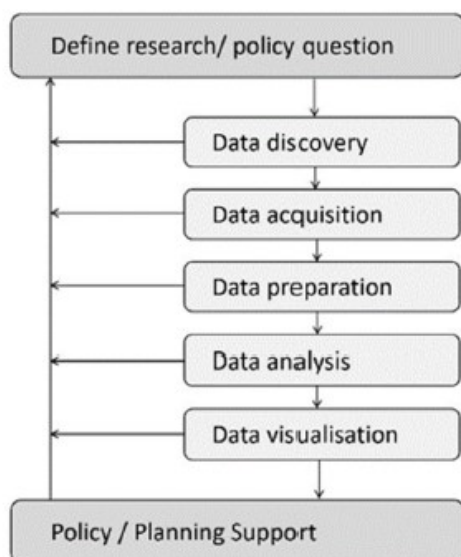 Define research/ policy question
Data discovery
Data acquisition
Data preparation
Data analysis
Data visualisation
Policy / Planning Support